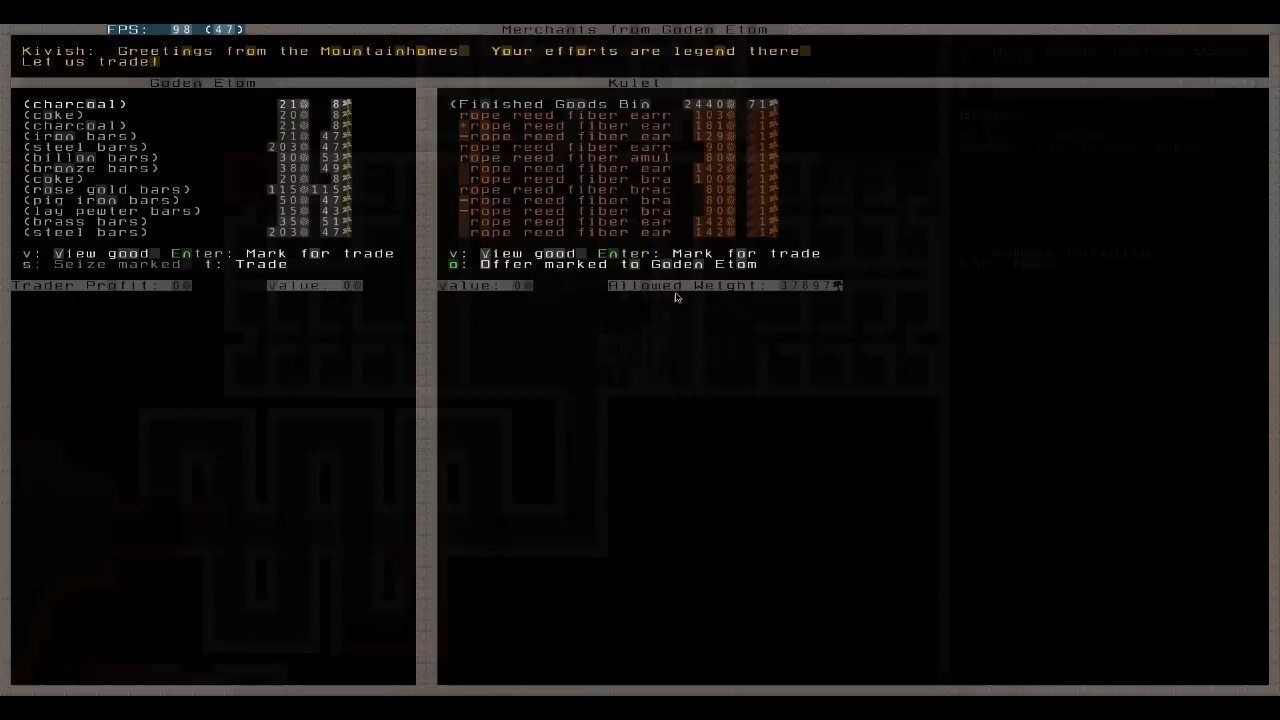 FPS: 98 (47)
Merchants from Goden Etom
Kivish: Greetings from the Mountainhomes. Your efforts are legend there.
Let us trade!
Goden Etom
Kulet
(charcoal) 21☼ 8
(coke) 20☼ 8
(charcoal) 21☼ 8
(iron bars) 71☼ 47
(steel bars) 203☼ 47
(billon bars) 30☼ 53
(bronze bars) 38☼ 49
(coke) 20☼ 8
(rose gold bars) 115☼115
(pig iron bars) 50☼ 47
(lay pewter bars) 15☼ 43
(brass bars) 35☼ 51
(steel bars) 203☼ 47
v: View good, Enter: Mark for trade
s: Seize marked t: Trade
Trader Profit: 0☼ Value: 0☼
(Finished Goods Bin 2440☼ 71
rope reed fiber earr 103☼ 1
rope reed fiber ear 181☼ 1
-rope reed fiber ear 129☼ 1
rope reed fiber earr 90☼ 1
rope reed fiber amul 80☼ 1
rope reed fiber ear 142☼ 1
rope reed fiber bra 100☼ 1
rope reed fiber brac 80☼ 1
-rope reed fiber bra 80☼ 1
-rope reed fiber bra 90☼ 1
rope reed fiber ear 142☼ 1
rope reed fiber ear 142☼ 1
v: View good, Enter: Mark for trade
o: Offer marked to Goden Etom
Value: 0☼ Allowed Weight: 37897